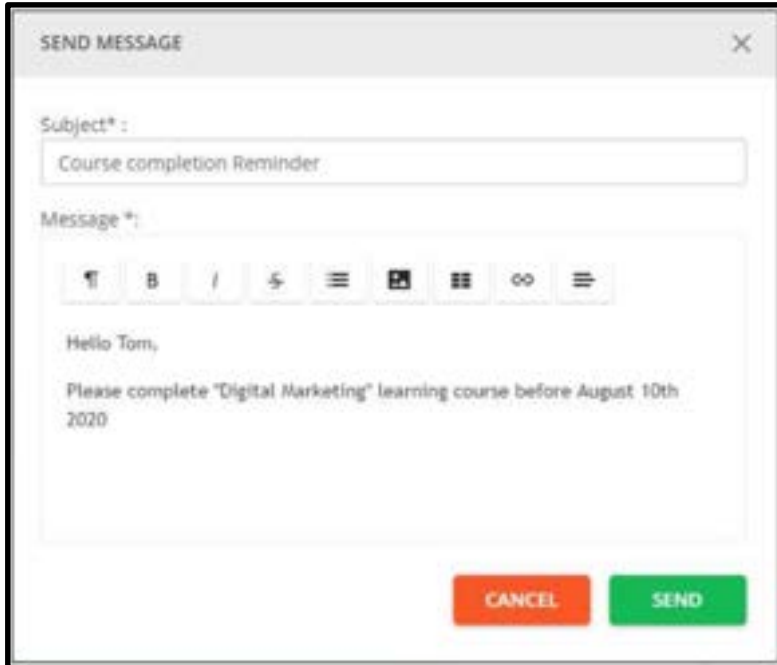 SEND MESSAGE
Subject* :
Course completion Reminder
Message *:
B I S
Hello Tom,
Please complete "Digital Marketing" learning course before August 10th
2020
CANCEL SEND